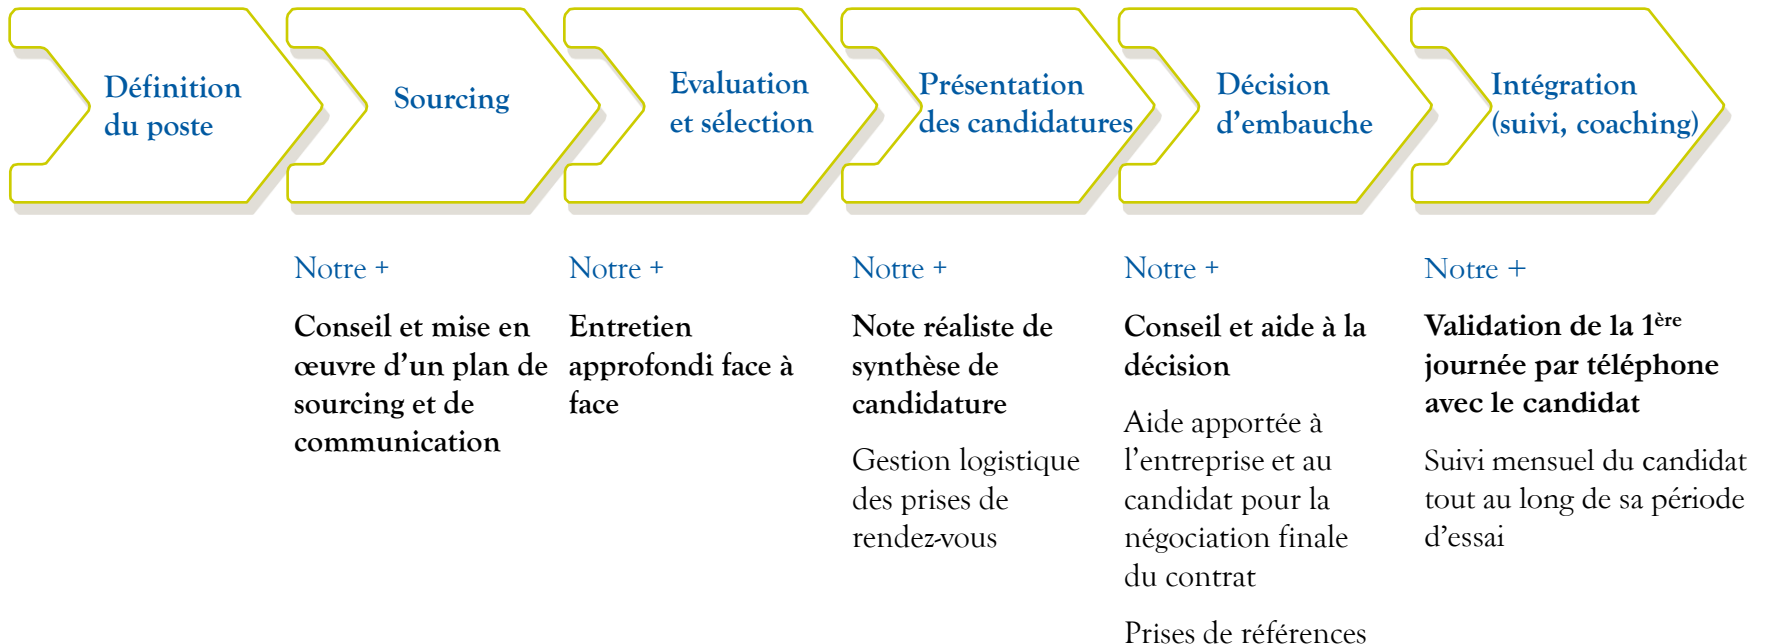 Définition
du poste
Sourcing
Evaluation
et sélection
Présentation
des candidatures
Décision
d’embauche
Intégration
(suivi, coaching)
Notre +
Conseil et mise en
œuvre d’un plan de
sourcing et de
communication
Notre +
Entretien
approfondi face à
face
Notre +
Note réaliste de
synthèse de
candidature
Gestion logistique
des prises de
rendez-vous
Notre +
Conseil et aide à la
décision
Aide apportée à
l’entreprise et au
candidat pour la
négociation finale
du contrat
Prises de références
Notre +
Validation de la 1ère
journée par téléphone
avec le candidat
Suivi mensuel du candidat
tout au long de sa période
d’essai